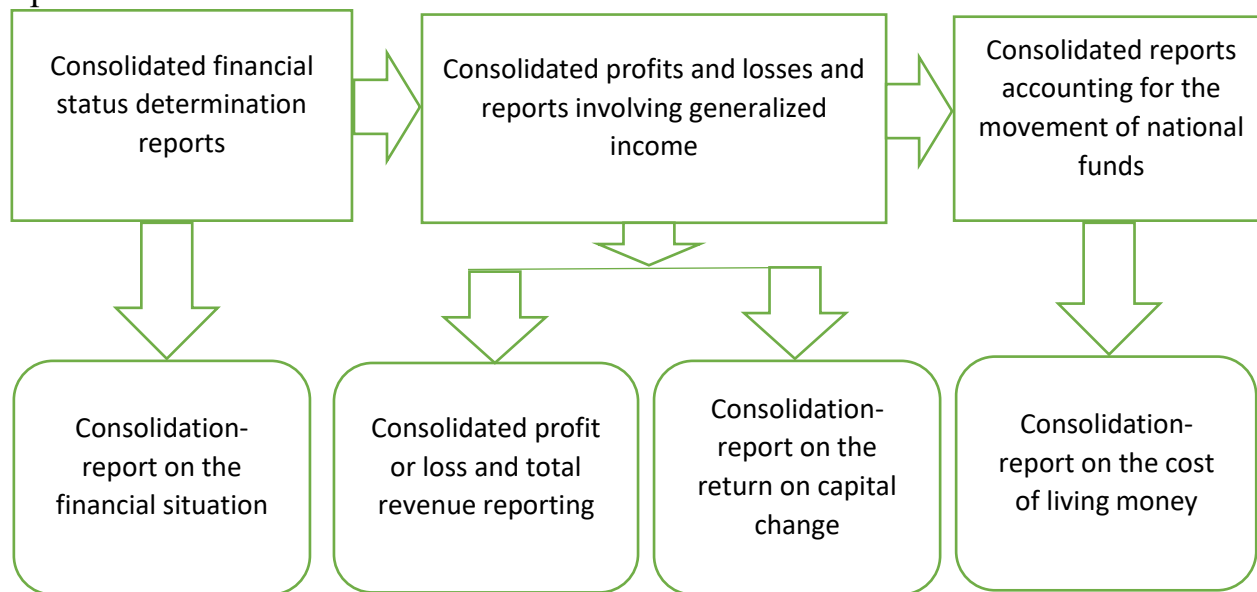 Consolidated financial
status determination
reports
Consolidated profits and losses and
reports involving generalized
income
Consolidated reports
accounting for the
movement of national
funds
Consolidation-
report on the
financial situation
Consolidated profit
or loss and total
revenue reporting
Consolidation-
report on the
return on capital
change
Consolidation-
report on the cost
of living money